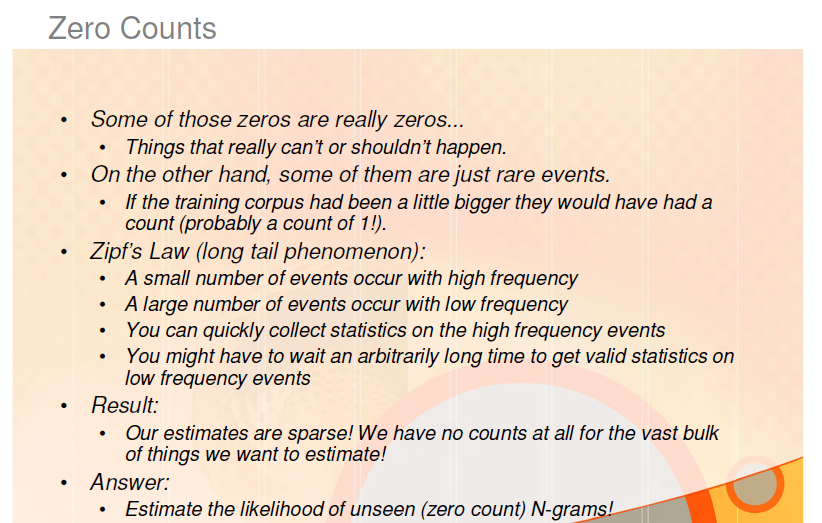 Zero Counts
• Some of those zeros are really zeros...
• Things that really can't or shouldn't happen.
• On the other hand, some of them are just rare events.
• If the training corpus had been a little bigger they would have had a
count (probably a count of 1!).
• Zipf's Law (long tail phenomenon):
• A small number of events occur with high frequency
• A large number of events occur with low frequency
• You can quickly collect statistics on the high frequency events
• You might have to wait an arbitrarily long time to get valid statistics on
low frequency events
• Result:
• Our estimates are sparse! We have no counts at all for the vast bulk
of things we want to estimate!
• Answer:
• Estimate the likelihood of unseen (zero count) N-grams!